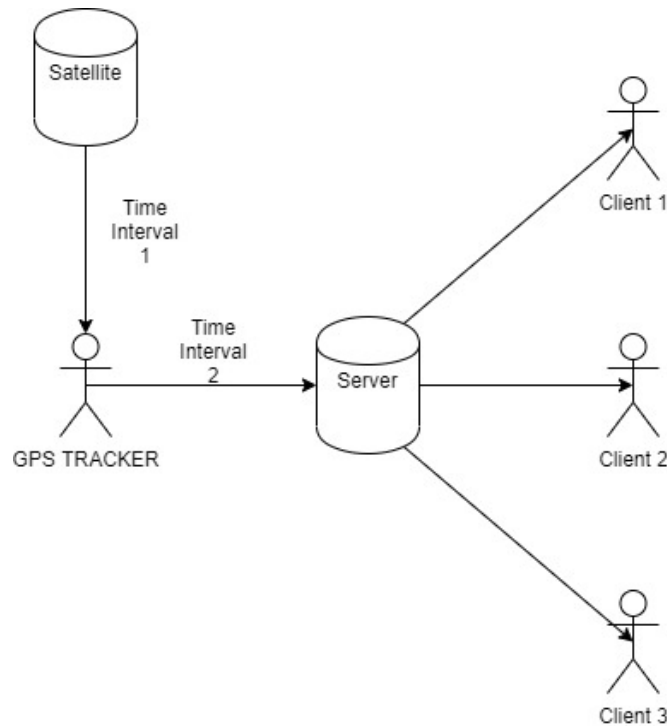 Satellite
Time
Interval
1
Client 1
Time
Interval
2
Server
GPS TRACKER
Client 2
Client 3